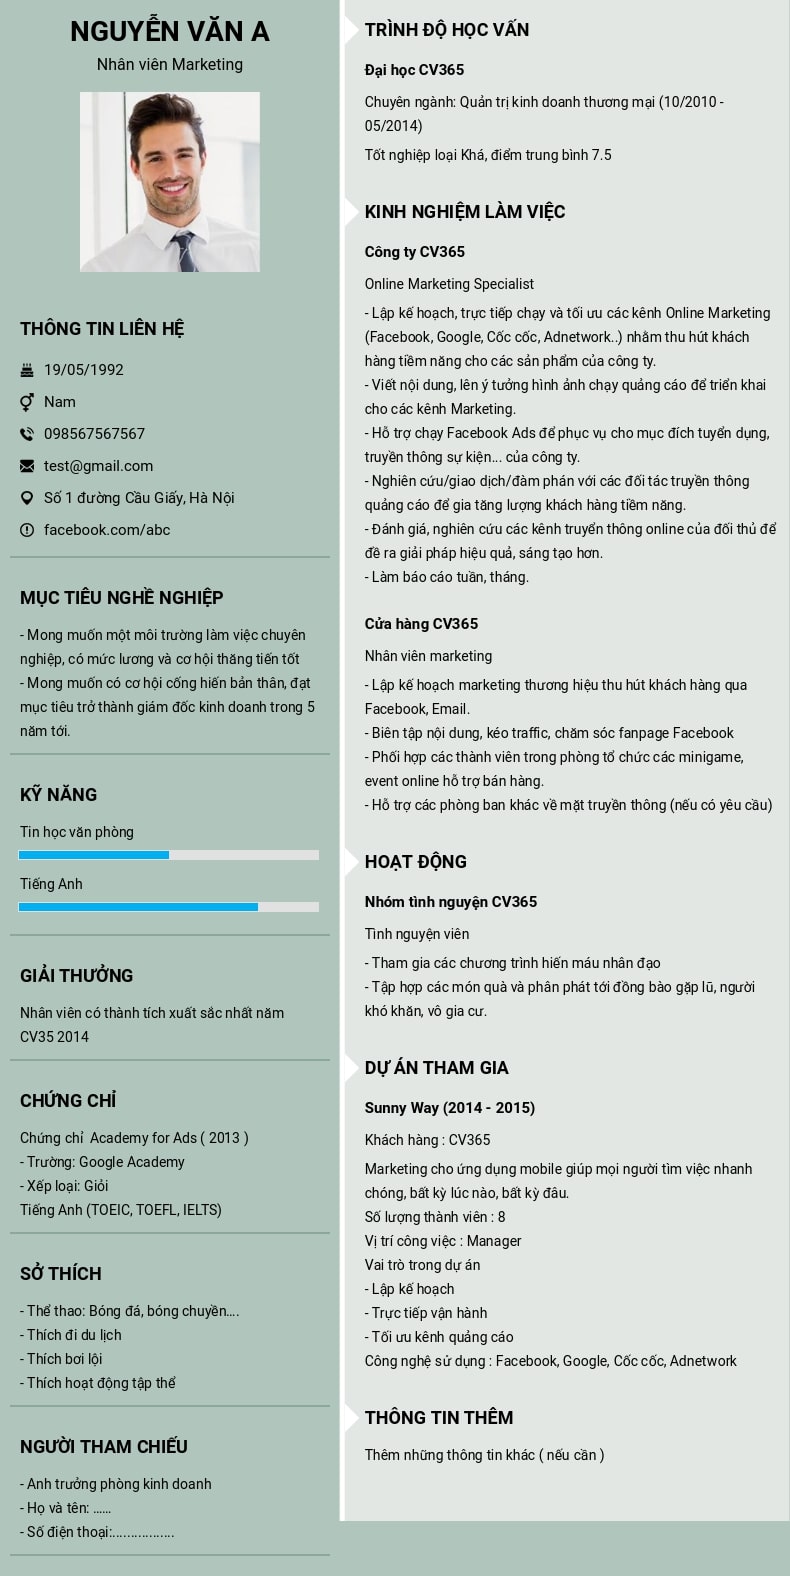 NGUYỄN VĂN A
Nhân viên Marketing
THÔNG TIN LIÊN HỆ
19/05/1992
Nam
098567567567
test@gmail.com
Số 1 đường Cầu Giấy, Hà Nội
facebook.com/abc
MỤC TIÊU NGHỀ NGHIỆP
- Mong muốn một môi trường làm việc chuyên
nghiệp, có mức lương và cơ hội thăng tiến tốt
- Mong muốn có cơ hội cống hiến bản thân, đạt
mục tiêu trở thành giám đốc kinh doanh trong 5
năm tới.
KỸ NĂNG
Tin học văn phòng
Tiếng Anh
GIẢI THƯỞNG
Nhân viên có thành tích xuất sắc nhất năm
CV35 2014
CHỨNG CHỈ
Chứng chỉ  Academy for Ads ( 2013 )
- Trường: Google Academy
- Xếp loại: Giỏi
Tiếng Anh (TOEIC, TOEFL, IELTS)
SỞ THÍCH
- Thể thao: Bóng đá, bóng chuyền....
- Thích đi du lịch
- Thích bơi lội
- Thích hoạt động tập thể
NGƯỜI THAM CHIẾU
- Anh trưởng phòng kinh doanh
- Họ và tên: ......
- Số điện thoại:.................
TRÌNH ĐỘ HỌC VẤN
Đại học CV365
Chuyên ngành: Quản trị kinh doanh thương mại (10/2010 -
05/2014)
Tốt nghiệp loại Khá, điểm trung bình 7.5
KINH NGHIỆM LÀM VIỆC
Công ty CV365
Online Marketing Specialist
- Lập kế hoạch, trực tiếp chạy và tối ưu các kênh Online Marketing
(Facebook, Google, Cốc cốc, Adnetwork..) nhằm thu hút khách
hàng tiềm năng cho các sản phẩm của công ty.
- Viết nội dung, lên ý tưởng hình ảnh chạy quảng cáo để triển khai
cho các kênh Marketing.
- Hỗ trợ chạy Facebook Ads để phục vụ cho mục đích tuyển dụng,
truyền thông sự kiện... của công ty.
- Nghiên cứu/giao dịch/đàm phán với các đối tác truyền thông
quảng cáo để gia tăng lượng khách hàng tiềm năng.
- Đánh giá, nghiên cứu các kênh truyển thông online của đối thủ để
đề ra giải pháp hiệu quả, sáng tạo hơn.
- Làm báo cáo tuần, tháng.
Cửa hàng CV365
Nhân viên marketing
- Lập kế hoạch marketing thương hiệu thu hút khách hàng qua
Facebook, Email.
- Biên tập nội dung, kéo traffic, chăm sóc fanpage Facebook
- Phối hợp các thành viên trong phòng tổ chức các minigame,
event online hỗ trợ bán hàng.
- Hỗ trợ các phòng ban khác về mặt truyền thông (nếu có yêu cầu)
HOẠT ĐỘNG
Nhóm tình nguyện CV365
Tình nguyện viên
- Tham gia các chương trình hiến máu nhân đạo
- Tập hợp các món quà và phân phát tới đồng bào gặp lũ, người
khó khăn, vô gia cư.
DỰ ÁN THAM GIA
Sunny Way (2014 - 2015)
Khách hàng : CV365
Marketing cho ứng dụng mobile giúp mọi người tìm việc nhanh
chóng, bất kỳ lúc nào, bất kỳ đâu.
Số lượng thành viên : 8
Vị trí công việc : Manager
Vai trò trong dự án
- Lập kế hoạch
- Trực tiếp vận hành
- Tối ưu kênh quảng cáo
Công nghệ sử dụng : Facebook, Google, Cốc cốc, Adnetwork
THÔNG TIN THÊM
Thêm những thông tin khác ( nếu cần )